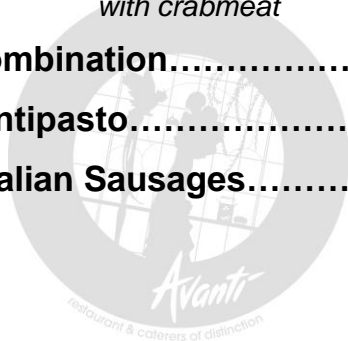 with crabmeat
ombination…………….…
ntipasto……………….…
alian Sausages………
Avanti
restaurant & caterers of distinction